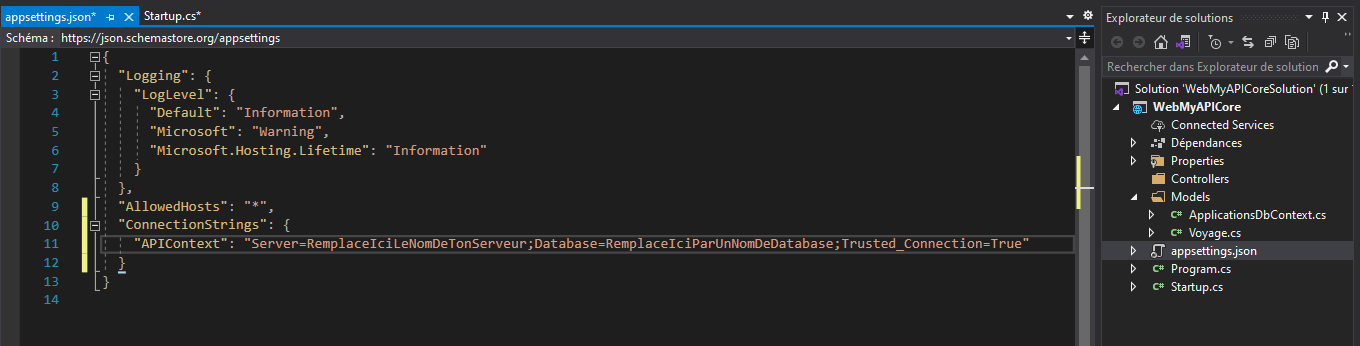 appsettings.json*
Startup.cs*
Schéma : https://json.schemastore.org/appsettings
1 {
2 "Logging": {
3 "LogLevel": {
4 "Default": "Information",
5 "Microsoft": "Warning",
6 "Microsoft.Hosting.Lifetime": "Information"
7 }
8 },
9 "AllowedHosts": "*",
10 "ConnectionStrings": {
11 "APIContext": "Server=RemplaceIciLeNomDeTonServeur;Database=RemplaceIciParUnNomDeDatabase;Trusted_Connection=True"
12 }
13 }
14
Explorateur de solutions
Rechercher dans Explorateur de solution
Solution 'WebMyAPICoreSolution' (1 sur
WebMyAPICore
Connected Services
Dépendances
Properties
Controllers
Models
C# ApplicationsDbContext.cs
C# Voyage.cs
appsettings.json
C# Program.cs
C# Startup.cs